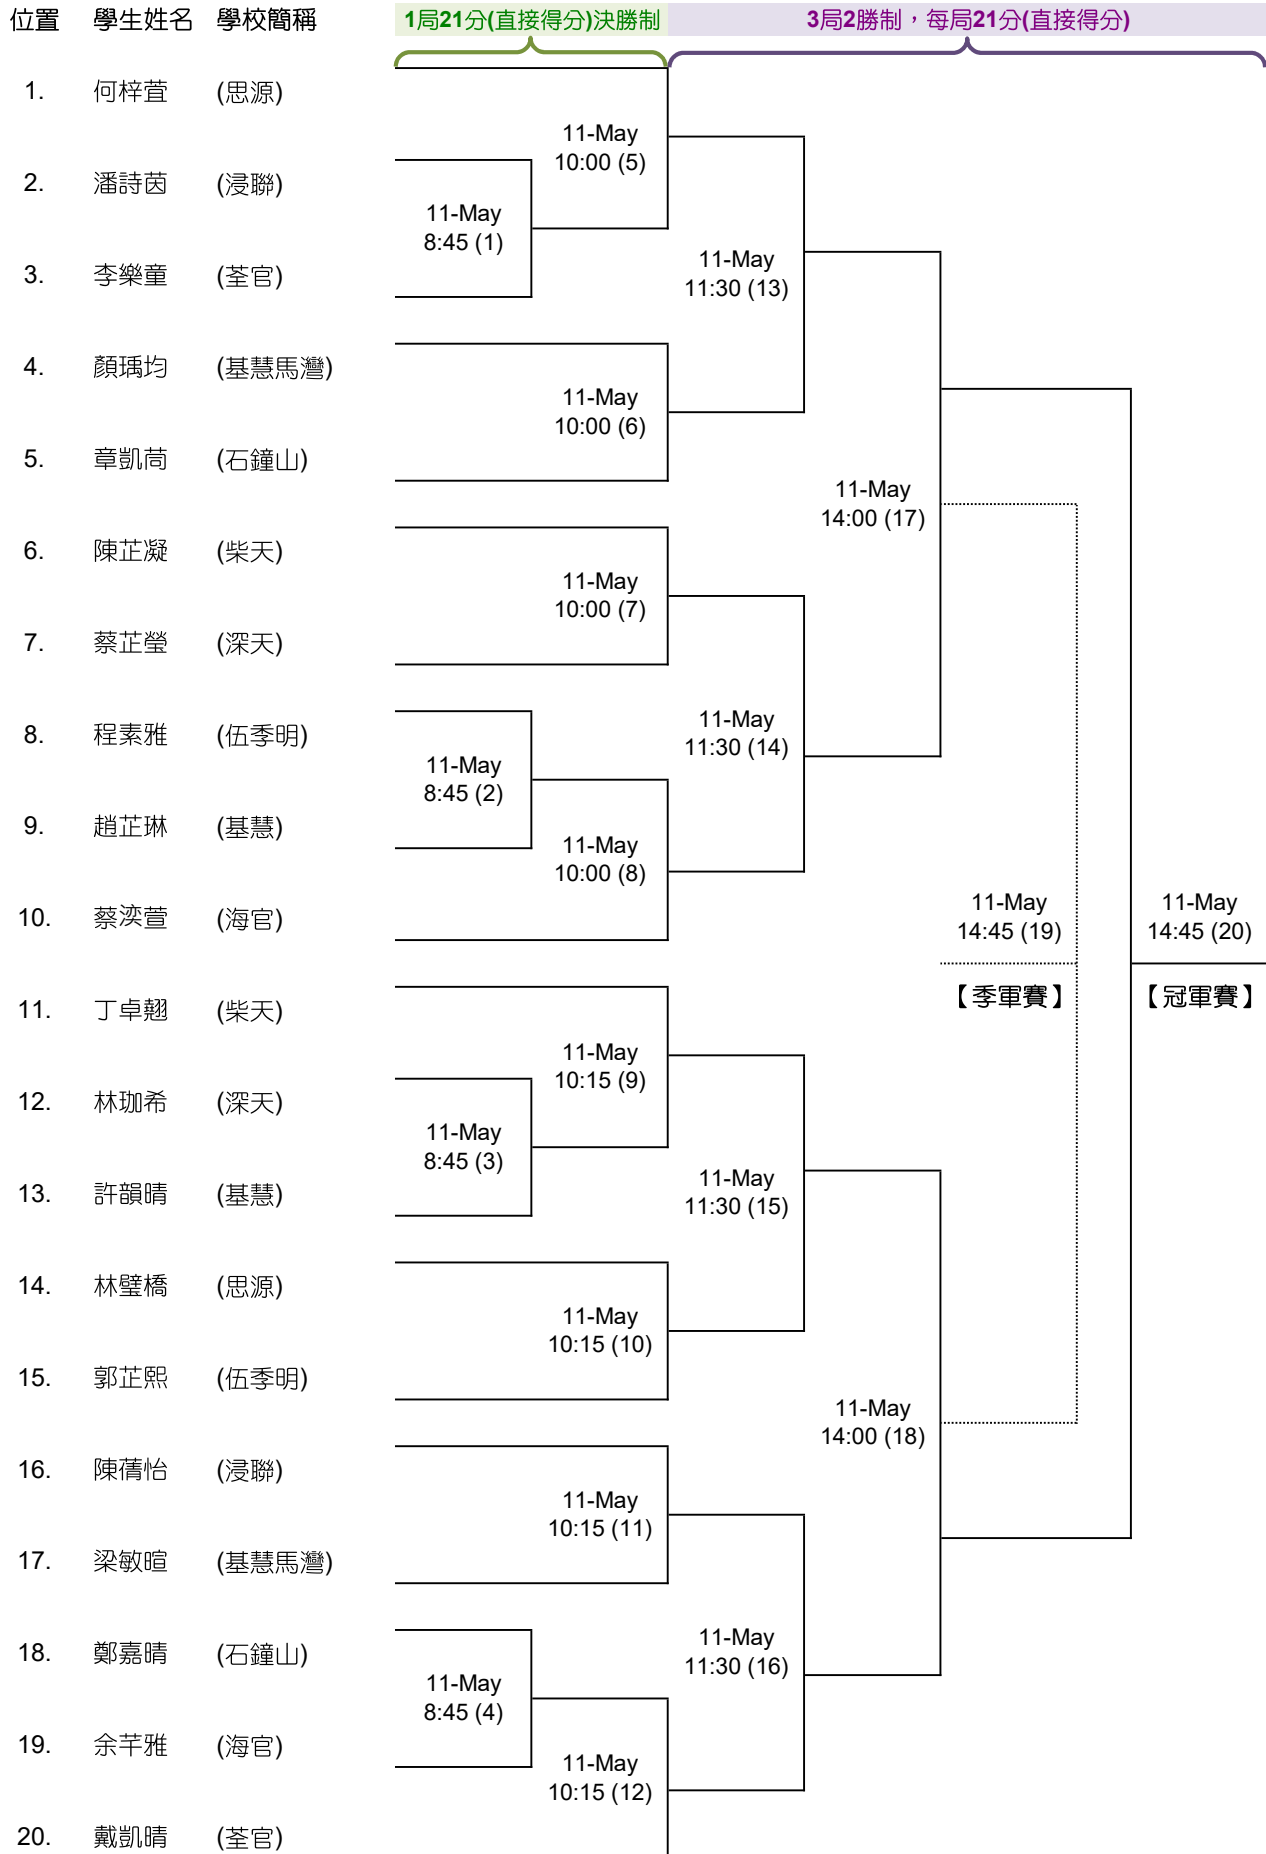 位置 學生姓名 學校簡稱 1局21分(直接得分)決勝制 3局2勝制，每局21分(直接得分)
1. 何梓萓 (思源)
11-May
10:00 (5)
2. 潘詩茵 (浸聯)
11-May
8:45 (1)
3. 李樂童 (荃官)
11-May
11:30 (13)
4. 顏瑀均 (基慧馬灣)
11-May
10:00 (6)
5. 章凱荷 (石鐘山)
11-May
14:00 (17)
6. 陳芷凝 (柴天)
11-May
10:00 (7)
7. 蔡芷瑩 (深天)
8. 程素雅 (伍季明)
11-May
11:30 (14)
11-May
8:45 (2)
9. 趙芷琳 (基慧)
11-May
10:00 (8)
10. 蔡湙萱 (海官)
11-May
14:45 (19)
11-May
14:45 (20)
【季軍賽】 【冠軍賽】
11. 丁卓翹 (柴天)
11-May
10:15 (9)
12. 林珈希 (深天)
11-May
8:45 (3)
13. 許韻晴 (基慧)
11-May
11:30 (15)
14. 林璧橋 (思源)
11-May
10:15 (10)
15. 郭芷熙 (伍季明)
11-May
14:00 (18)
16. 陳蒨怡 (浸聯)
11-May
10:15 (11)
17. 梁敏暄 (基慧馬灣)
18. 鄭嘉晴 (石鐘山)
11-May
11:30 (16)
11-May
8:45 (4)
19. 余芊雅 (海官)
11-May
10:15 (12)
20. 戴凱晴 (荃官)